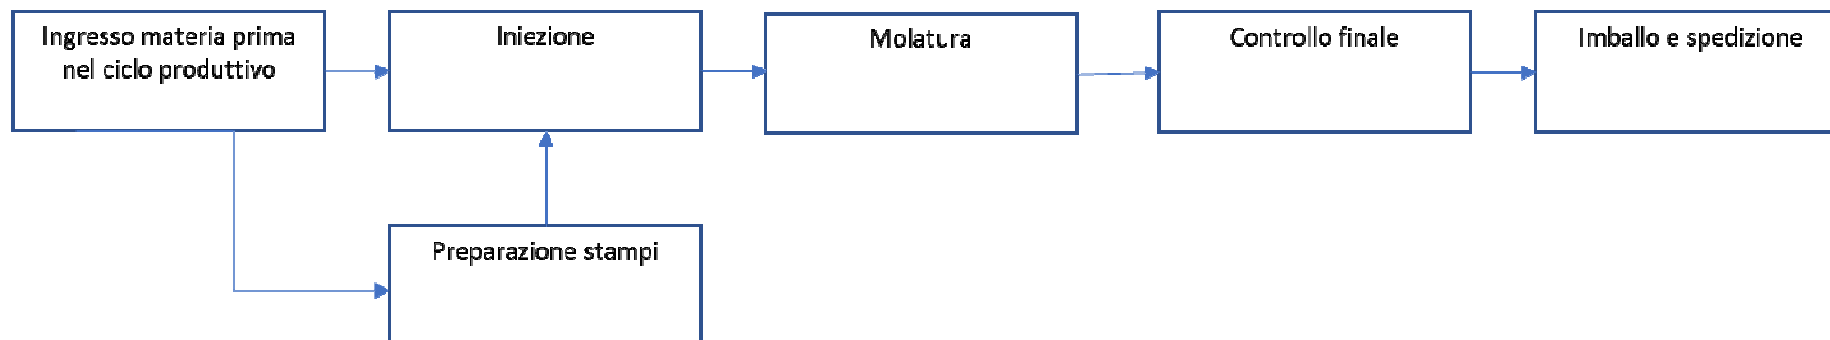 Ingresso materia prima
nel ciclo produttivo
Iniezione
Molatura
Controllo finale
Imballo e spedizione
Preparazione stampi